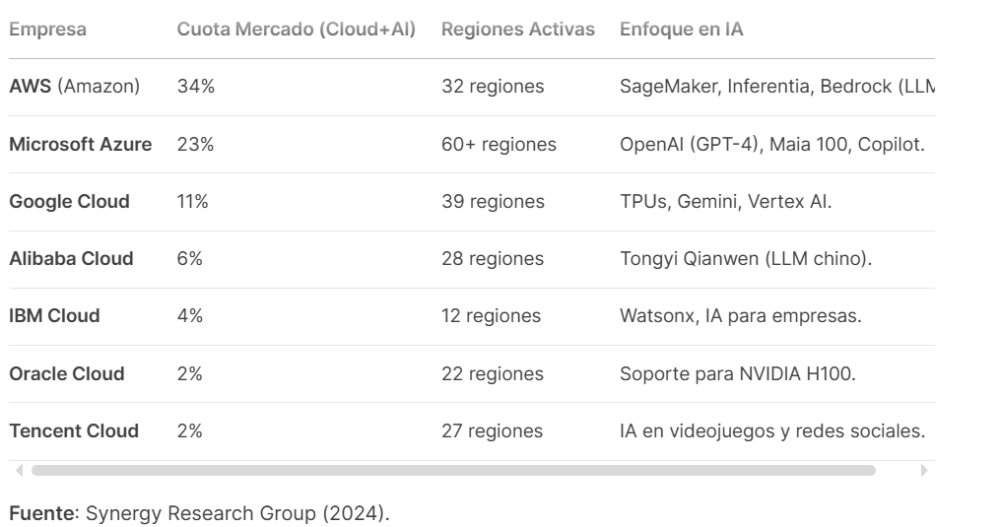 Empresa Cuota Mercado (Cloud+AI) Regiones Activas Enfoque en IA
AWS (Amazon) 34% 32 regiones SageMaker, Inferentia, Bedrock (LLM
Microsoft Azure 23% 60+ regiones OpenAI (GPT-4), Maia 100, Copilot.
Google Cloud 11% 39 regiones TPUs, Gemini, Vertex AI.
Alibaba Cloud 6% 28 regiones Tongyi Qianwen (LLM chino).
IBM Cloud 4% 12 regiones Watsonx, IA para empresas.
Oracle Cloud 2% 22 regiones Soporte para NVIDIA H100.
Tencent Cloud 2% 27 regiones IA en videojuegos y redes sociales.
Fuente: Synergy Research Group (2024).